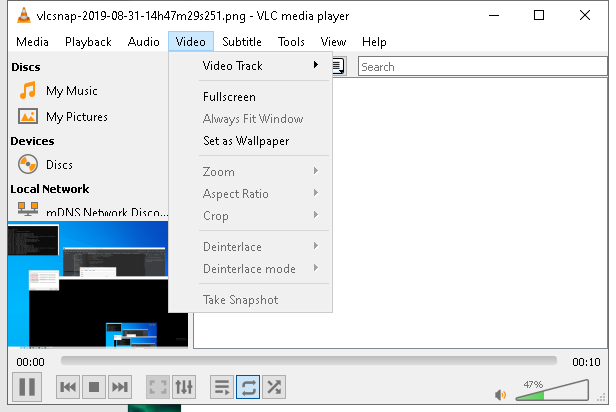 vlcsnap-2019-08-31-14h47m29s251.png - VLC media player
Media Playback Audio Video Subtitle Tools View Help
Discs
My Music
My Pictures
Devices
Discs
Local Network
mDNS Network Disco...
Video Track
Fullscreen
Always Fit Window
Set as Wallpaper
Zoom
Aspect Ratio
Crop
Deinterlace
Deinterlace mode
Take Snapshot
Search
00:00
00:10
47%